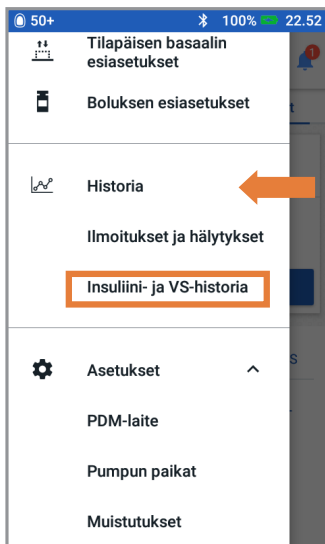 50+ 100% 22.52
Tilapäisen basaalin
esiasetukset
1
Boluksen esiasetukset
t
Historia
Ilmoitukset ja hälytykset
Insuliini- ja VS-historia
S
Asetukset
PDM-laite
Pumpun paikat
Muistutukset